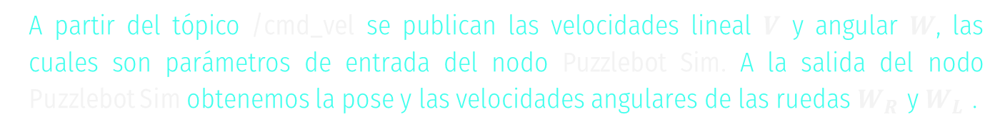 A partir del tópico /cmd_vel se publican las velocidades lineal V y angular W, las
cuales son parámetros de entrada del nodo Puzzlebot Sim. A la salida del nodo
Puzzlebot Sim obtenemos la pose y las velocidades angulares de las ruedas W_R y W_L .